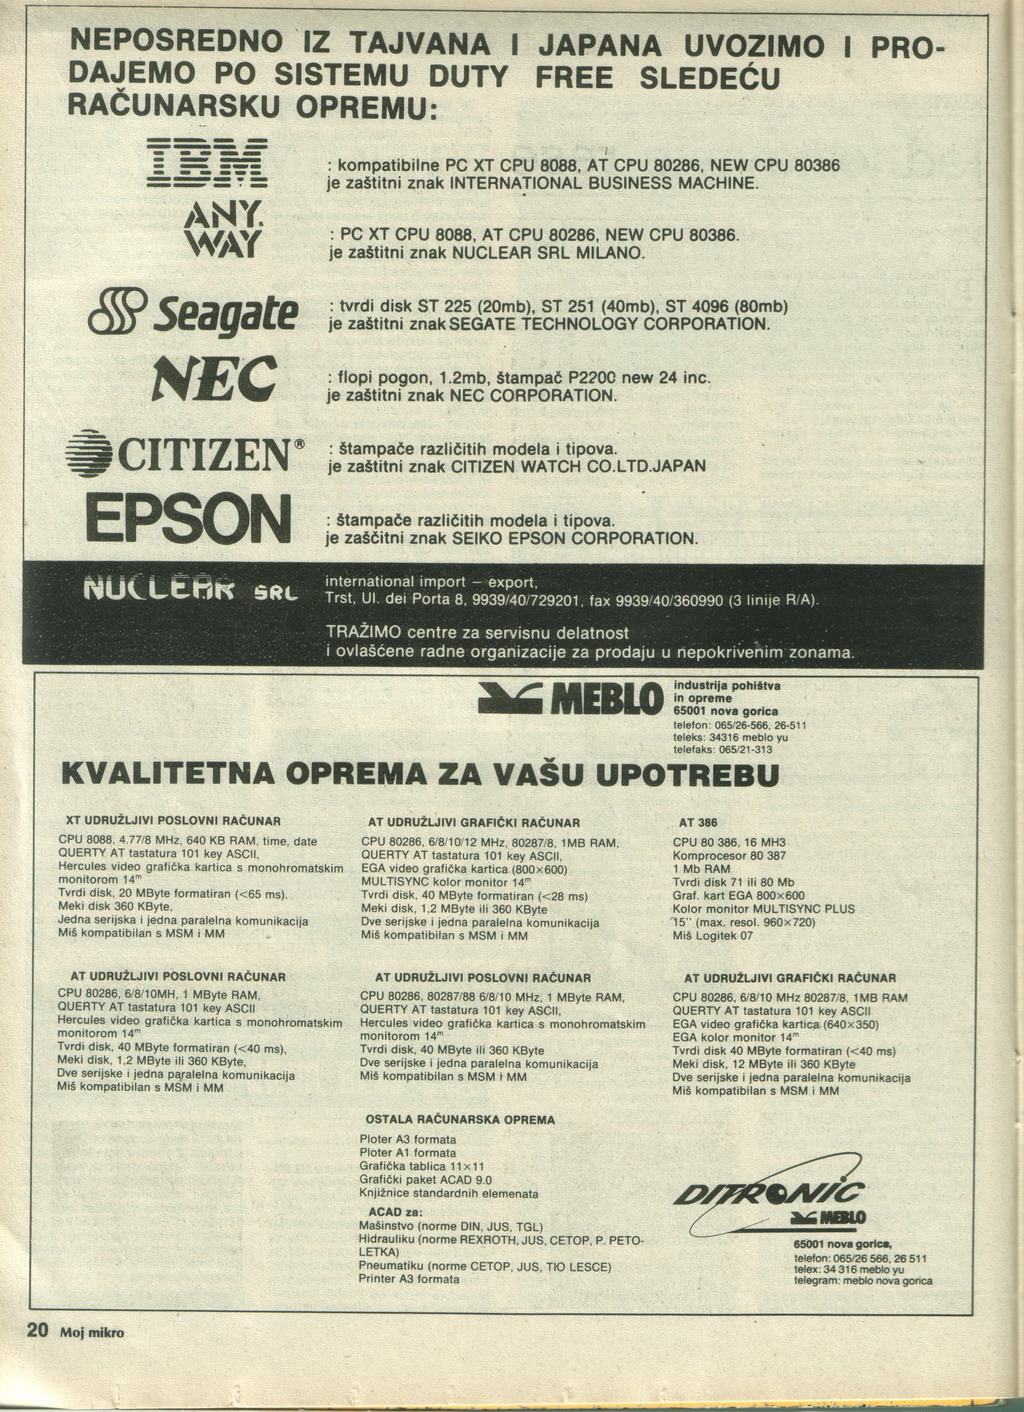 NEPOSREDNO IZ TAJVANA I JAPANA UVOZIMO I PRO-
DAJEMO PO SISTEMU DUTY FREE SLEDEĆU
RAČUNARSKU OPREMU:
IBM
: kompatibilne PC XT CPU 8088, AT CPU 80286, NEW CPU 80386
je zaštitni znak INTERNATIONAL BUSINESS MACHINE.
ANY.
WAY
: PC XT CPU 8088, AT CPU 80286, NEW CPU 80386.
je zaštitni znak NUCLEAR SRL MILANO.
Seagate
: tvrdi disk ST 225 (20mb), ST 251 (40mb), ST 4096 (80mb)
je zaštitni znak SEGATE TECHNOLOGY CORPORATION.
NEC
: flopi pogon, 1.2mb, štampač P2200 new 24 inc.
je zaštitni znak NEC CORPORATION.
CITIZEN®
: štampače različitih modela i tipova.
je zaštitni znak CITIZEN WATCH CO.LTD.JAPAN
EPSON
: štampače različitih modela i tipova.
je zaščitni znak SEIKO EPSON CORPORATION.
NUCLEAR SRL
international import – export,
Trst, Ul. dei Porta 8, 9939/40/729201, fax 9939/40/360990 (3 linije R/A).
TRAŽIMO centre za servisnu delatnost
i ovlašćene radne organizacije za prodaju u nepokrivenim zonama.
MEBLO
industrija pohištva
in opreme
65001 nova gorica
telefon: 065/26-566, 26-511
teleks: 34316 meblo yu
telefaks: 065/21-313
KVALITETNA OPREMA ZA VAŠU UPOTREBU
XT UDRUŽLJIVI POSLOVNI RAČUNAR
CPU 8088, 4.77/8 MHz, 640 KB RAM, time, date
QUERTY AT tastatura 101 key ASCII,
Hercules video grafička kartica s monohromatskim
monitorom 14"
Tvrdi disk, 20 MByte formatiran (<65 ms).
Meki disk 360 KByte,
Jedna serijska i jedna paralelna komunikacija
Miš kompatibilan s MSM i MM
AT UDRUŽLJIVI GRAFIČKI RAČUNAR
CPU 80286, 6/8/10/12 MHz, 80287/8, 1MB RAM,
QUERTY AT tastatura 101 key ASCII,
EGA video grafička kartica (800×600)
MULTISYNC kolor monitor 14"
Tvrdi disk, 40 MByte formatiran (<28 ms)
Meki disk, 1,2 MByte ili 360 KByte
Dve serijske i jedna paralelna komunikacija
Miš kompatibilan s MSM i MM
AT 386
CPU 80 386, 16 MH3
Komprocesor 80 387
1 Mb RAM
Tvrdi disk 71 ili 80 Mb
Graf. kart EGA 800×600
Kolor monitor MULTISYNC PLUS
15" (max. resol. 960×720)
Miš Logitek 07
AT UDRUŽLJIVI POSLOVNI RAČUNAR
CPU 80286, 6/8/10MH, 1 MByte RAM,
QUERTY AT tastatura 101 key ASCII
Hercules video grafička kartica s monohromatskim
monitorom 14"
Tvrdi disk, 40 MByte formatiran (<40 ms),
Meki disk, 1,2 MByte ili 360 KByte,
Dve serijske i jedna paralelna komunikacija
Miš kompatibilan s MSM i MM
AT UDRUŽLJIVI POSLOVNI RAČUNAR
CPU 80286, 80287/88 6/8/10 MHz, 1 MByte RAM,
QUERTY AT tastatura 101 key ASCII,
Hercules video grafička kartica s monohromatskim
monitorom 14"
Tvrdi disk, 40 MByte ili 360 KByte
Dve serijske i jedna paralelna komunikacija
Miš kompatibilan s MSM i MM
AT UDRUŽLJIVI GRAFIČKI RAČUNAR
CPU 80286, 6/8/10 MHz 80287/8, 1MB RAM
QUERTY AT tastatura 101 key ASCII
EGA video grafička kartica (640×350)
EGA kolor monitor 14"
Tvrdi disk 40 MByte formatiran (<40 ms)
Meki disk, 12 MByte ili 360 KByte
Dve serijske i jedna paralelna komunikacija
Miš kompatibilan s MSM i MM
OSTALA RAČUNARSKA OPREMA
Ploter A3 formata
Ploter A1 formata
Grafička tablica 11×11
Grafički paket ACAD 9.0
Knjižnice standardnih elemenata
ACAD za:
Mašinstvo (norme DIN, JUS, TGL)
Hidrauliku (norme REXROTH, JUS, CETOP, P. PETO-
LETKA)
Pneumatiku (norme CETOP, JUS, TIO LESCE)
Printer A3 formata
DITRONIC
MEBLO
65001 nova gorica,
telefon: 065/26 566, 26 511
telex: 34 316 meblo yu
telegram: meblo nova gorica
20 Moj mikro